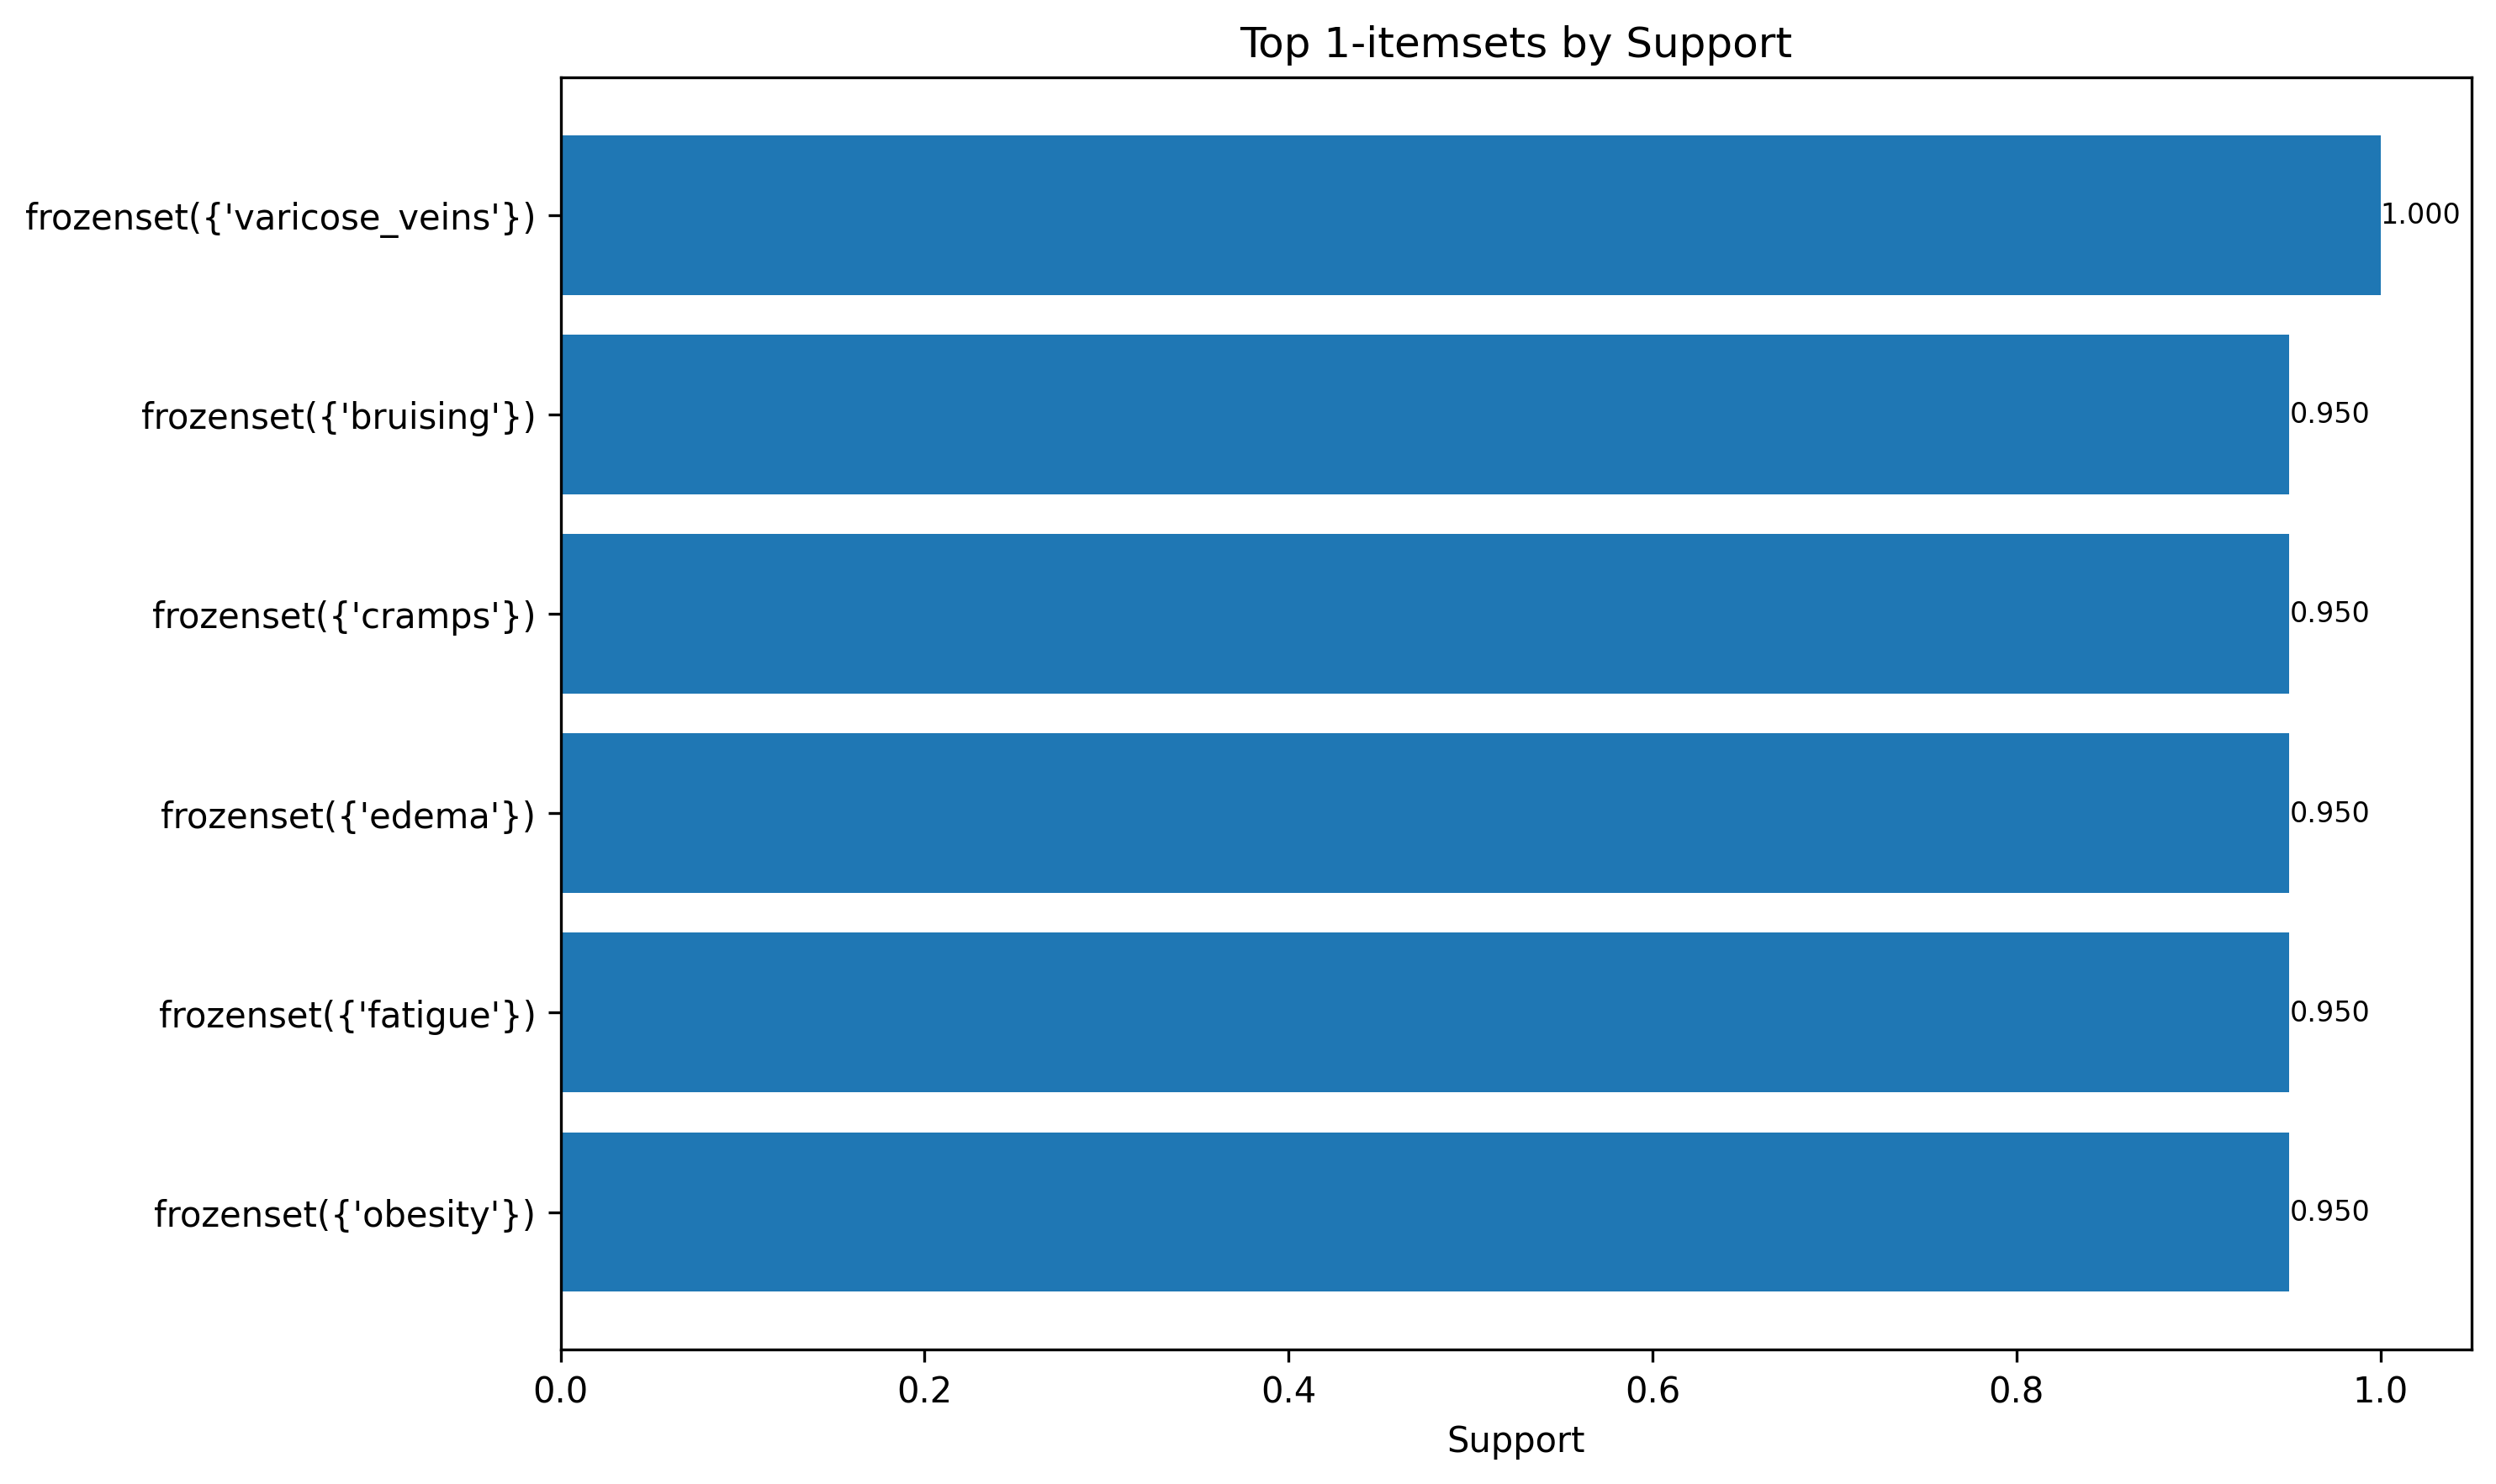 Top 1-itemsets by Support
frozenset({'varicose_veins'})
1.000
frozenset({'bruising'})
0.950
frozenset({'cramps'})
0.950
frozenset({'edema'})
0.950
frozenset({'fatigue'})
0.950
frozenset({'obesity'})
0.950
0.0 0.2 0.4 0.6 0.8 1.0
Support